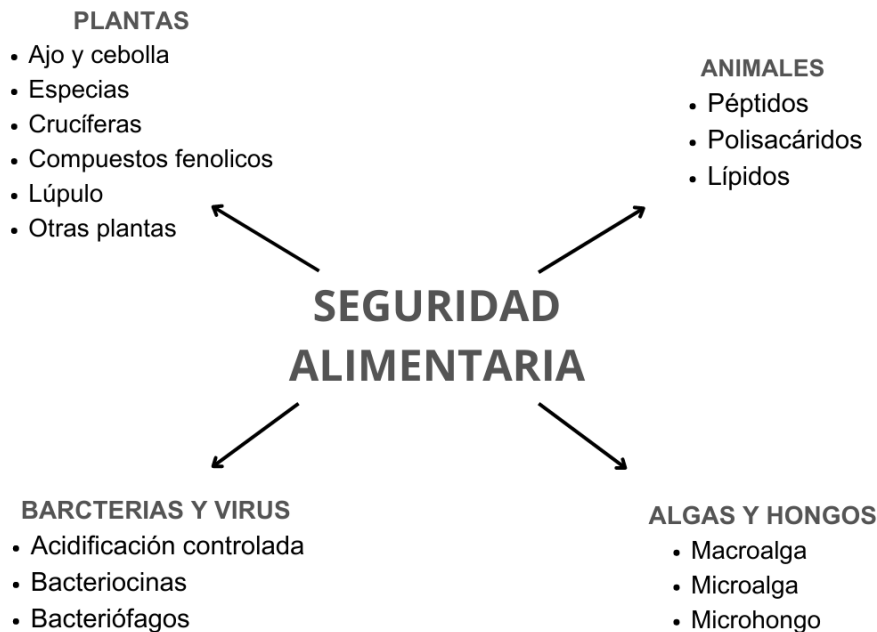 PLANTAS
• Ajo y cebolla
• Especias
• Crucíferas
• Compuestos fenolicos
• Lúpulo
• Otras plantas
ANIMALES
• Péptidos
• Polisacáridos
• Lípidos
SEGURIDAD
ALIMENTARIA
BARCTERIAS Y VIRUS
• Acidificación controlada
• Bacteriocinas
• Bacteriófagos
ALGAS Y HONGOS
• Macroalga
• Microalga
• Microhongo